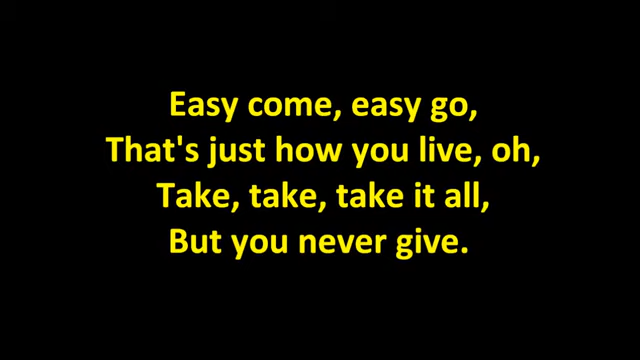 Easy come, easy go,
That's just how you live, oh,
Take, take, take it all,
But you never give.